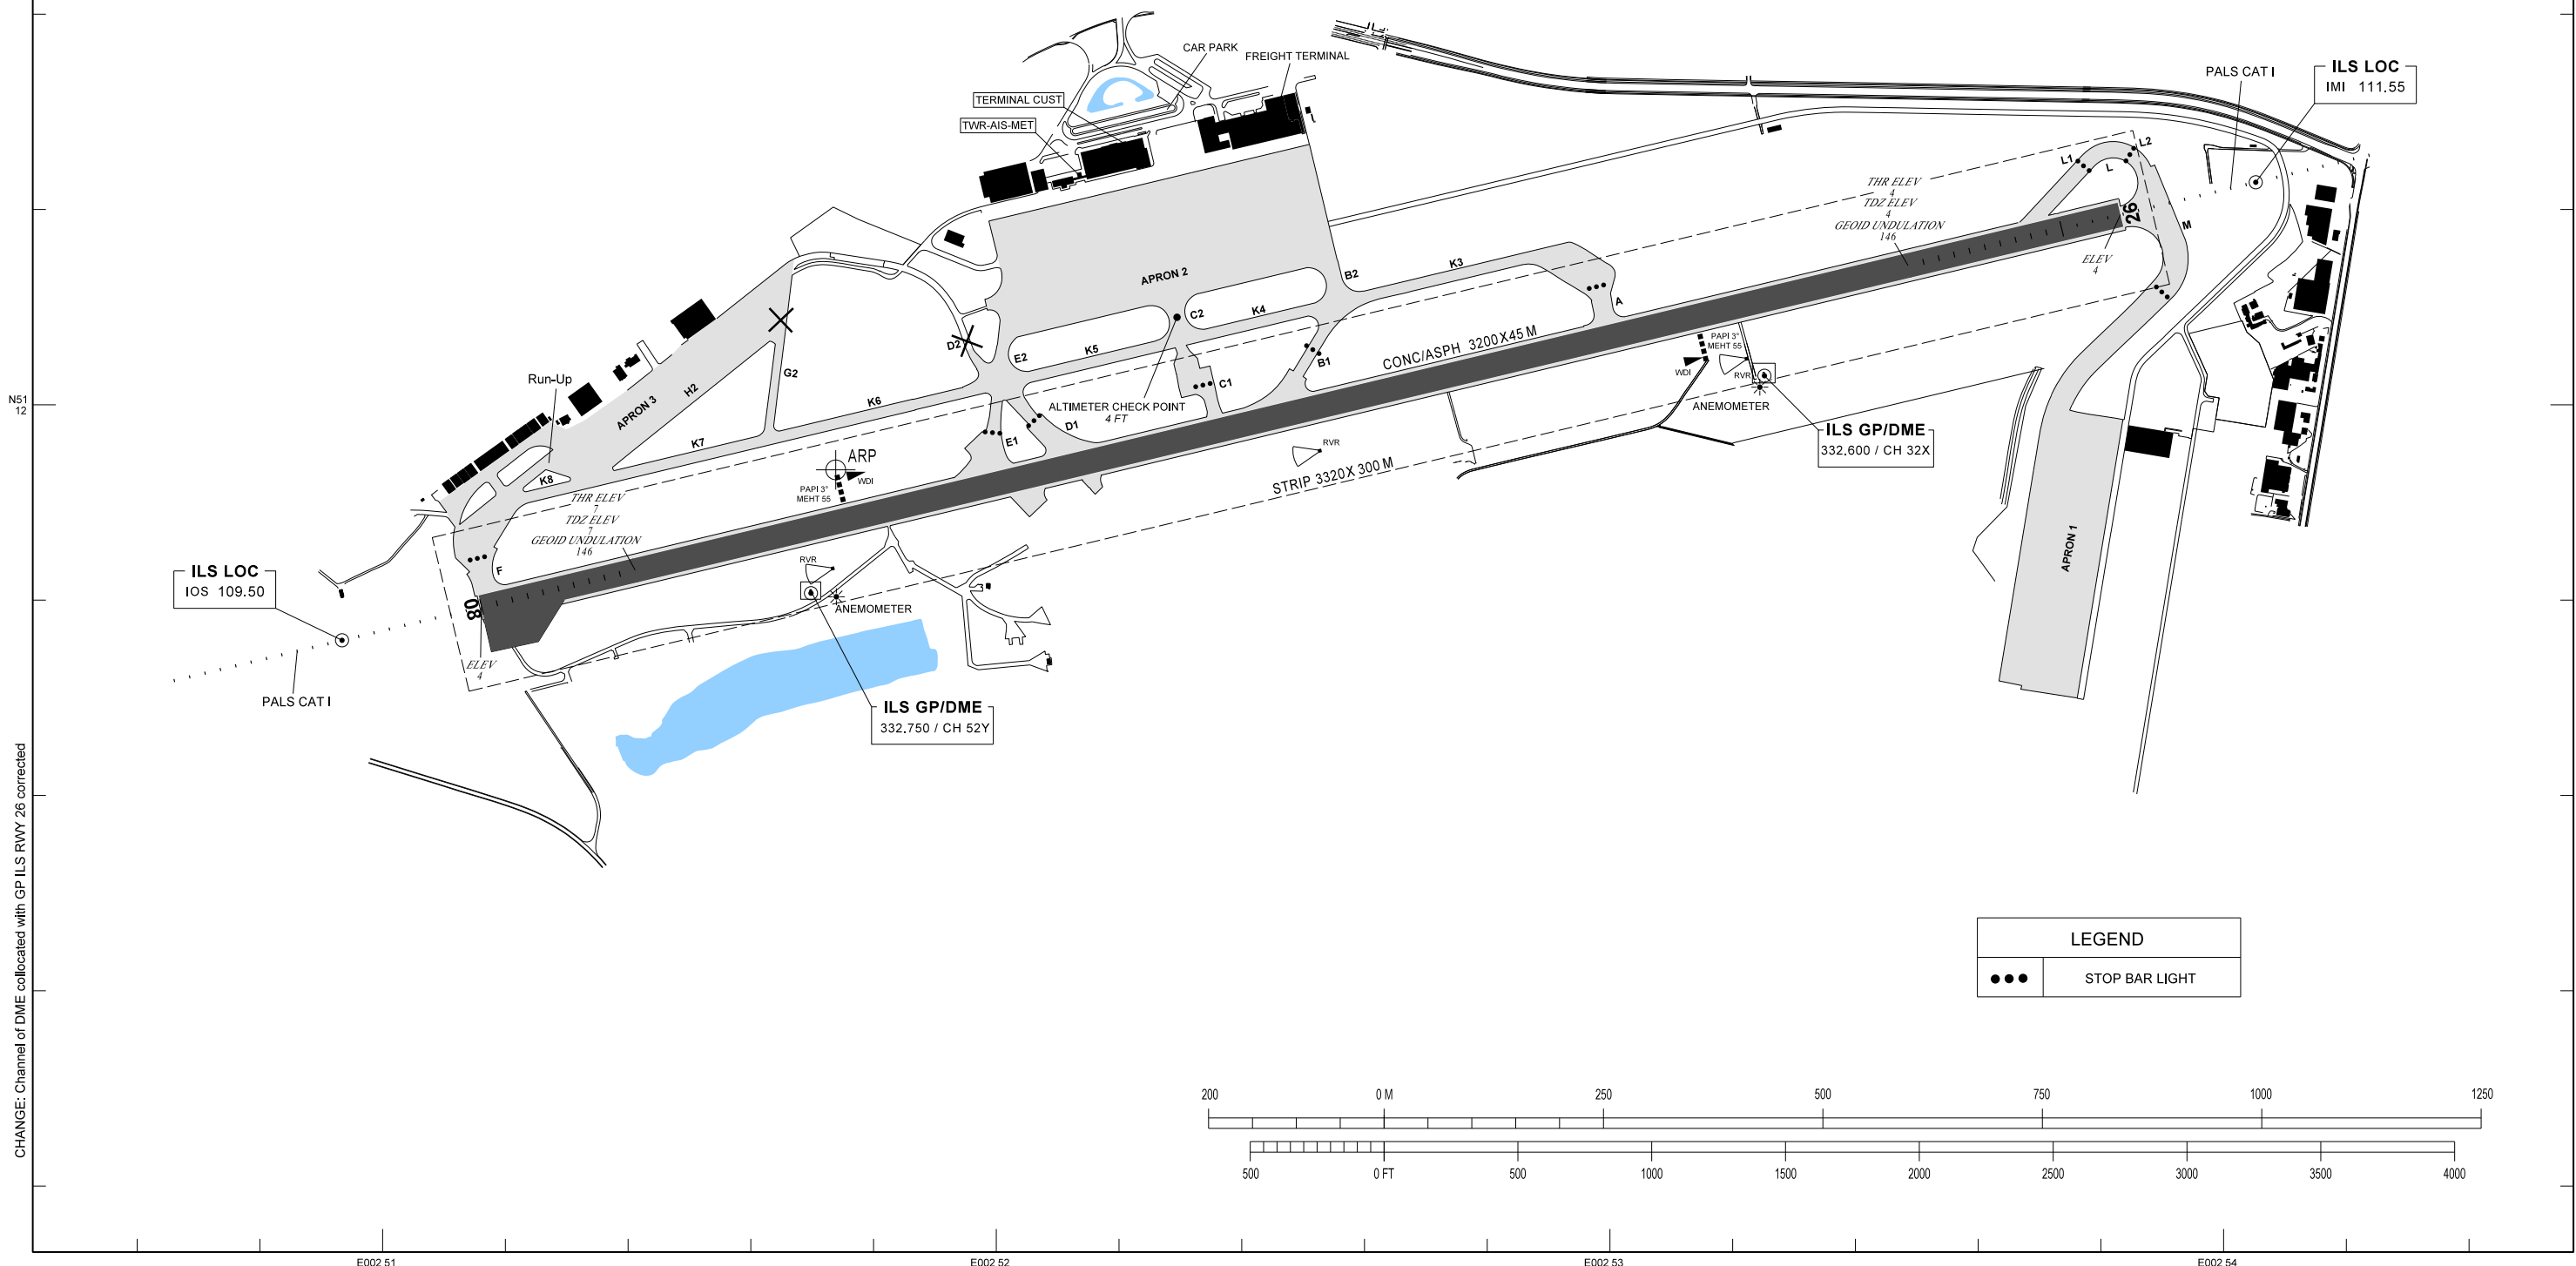 CAR PARK
FREIGHT TERMINAL
TERMINAL CUST
TWR-AIS-MET
PALS CAT I
ILS LOC
IMI 111.55
L1
L2
L
THR ELEV
4
TDZ ELEV
4
GEOID UNDULATION
146
26
M
ELEV
4
APRON 2
B2
K3
A
D2
E2
K5
C2
K4
B1
C1
CONC/ASPH 3200X45 M
PAPI 3°
MEHT 55
WDI
RVR
ANEMOMETER
ILS GP/DME
332.600 / CH 32X
N51
12
Run-Up
APRON 3
H2
G2
K6
K7
K8
ALTIMETER CHECK POINT
4 FT
E1
D1
ARP
WDI
PAPI 3°
MEHT 55
RVR
STRIP 3320X 300 M
THR ELEV
7
TDZ ELEV
7
GEOID UNDULATION
146
F
08
ELEV
4
ILS LOC
IOS 109.50
PALS CAT I
RVR
ANEMOMETER
ILS GP/DME
332.750 / CH 52Y
APRON 1
LEGEND
STOP BAR LIGHT
200 0 M 250 500 750 1000 1250
500 0 FT 500 1000 1500 2000 2500 3000 3500 4000
E002 51
E002 52
E002 53
E002 54
CHANGE: Channel of DME collocated with GP ILS RWY 26 corrected